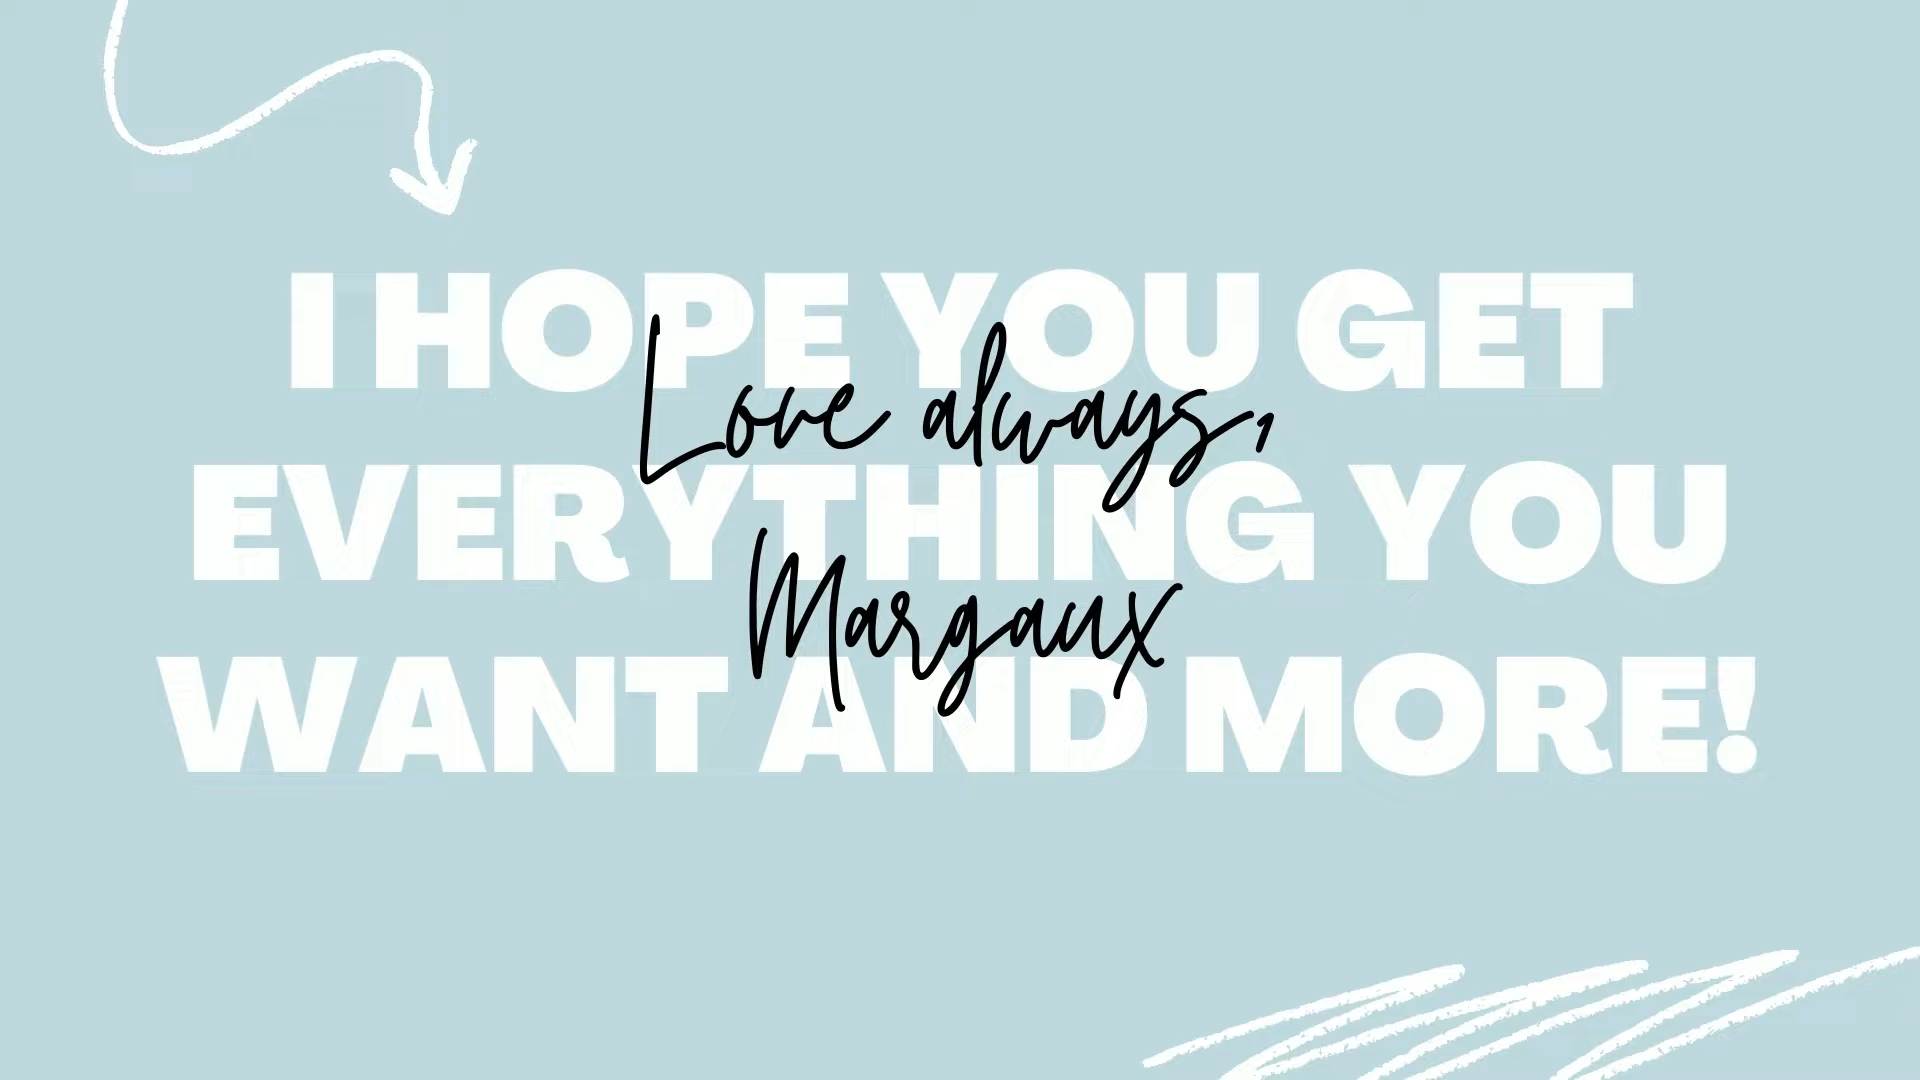 I HOPE YOU GET
EVERYTHING YOU
WANT AND MORE!
Love always,
Margaux